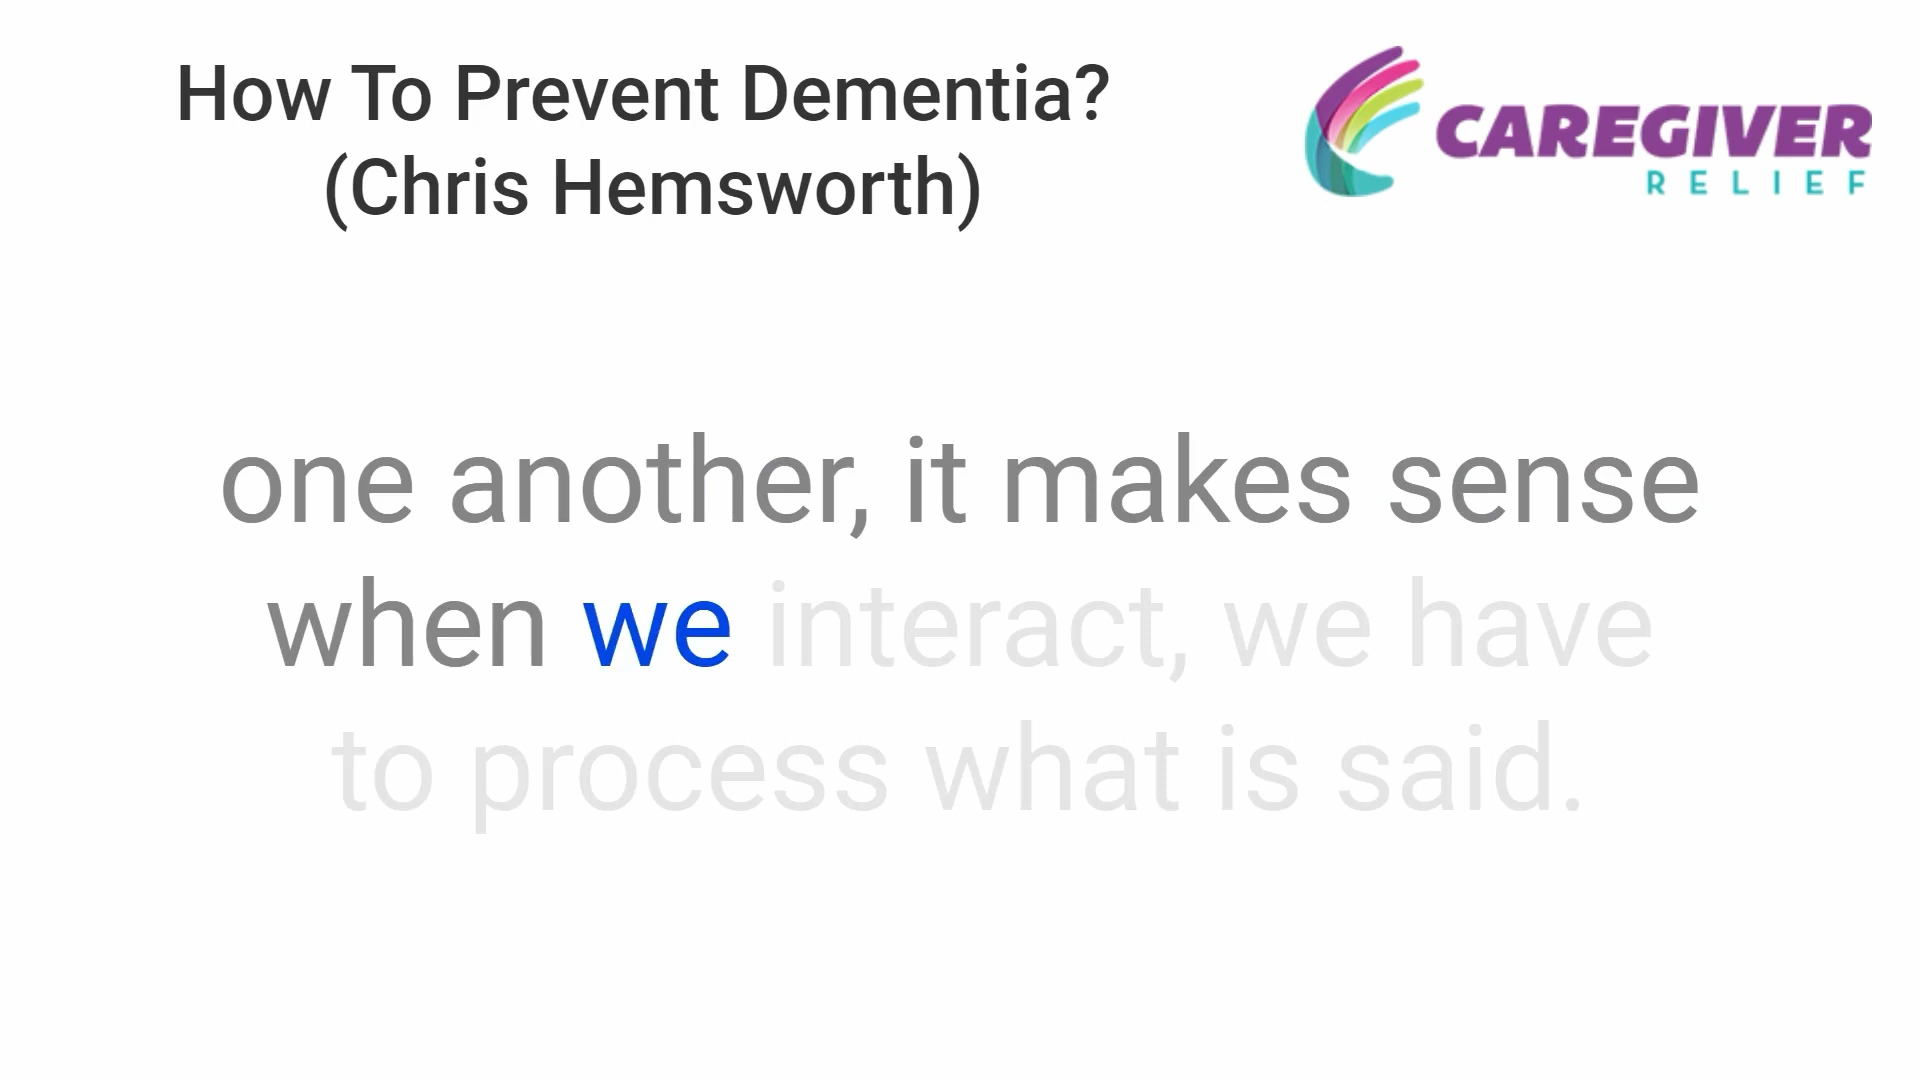 How To Prevent Dementia?
(Chris Hemsworth)
CAREGIVER
RELIEF
one another, it makes sense
when we interact, we have
to process what is said.